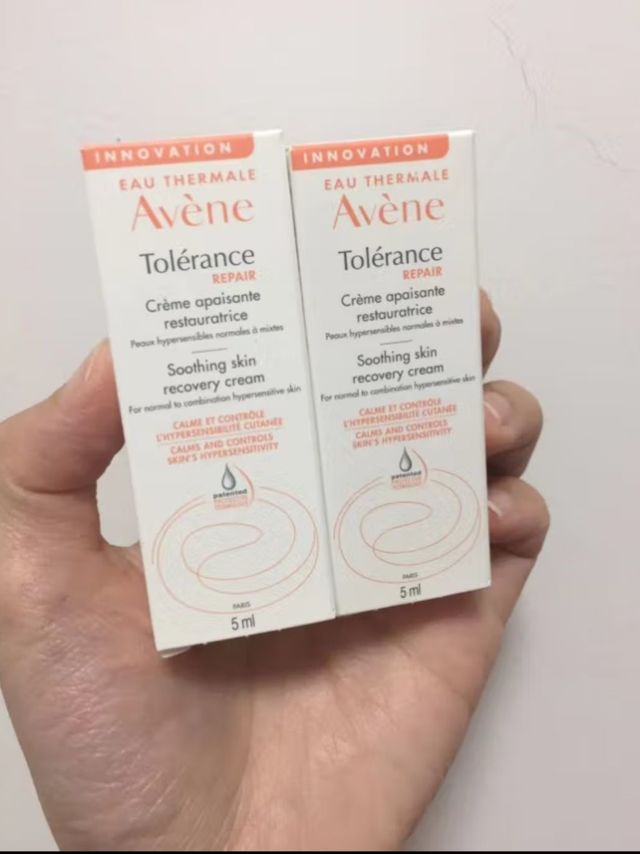 INNOVATION
EAU THERMALE
Avène
Tolérance
REPAIR
Crème apaisante
restauratrice
Peaux hypersensibles normales à mixtes
Soothing skin
recovery cream
For normal to combination hypersensitive skin
CALME ET CONTRÔLE
L'HYPERSENSIBILITÉ CUTANÉE
CALMS AND CONTROLS
SKIN'S HYPERSENSITIVITY
patented
PARIS
5 ml
INNOVATION
EAU THERMALE
Avène
Tolérance
REPAIR
Crème apaisante
restauratrice
Peaux hypersensibles normales à mixtes
Soothing skin
recovery cream
For normal to combination hypersensitive skin
CALME ET CONTRÔLE
L'HYPERSENSIBILITÉ CUTANÉE
CALMS AND CONTROLS
SKIN'S HYPERSENSITIVITY
patented
PARIS
5 ml